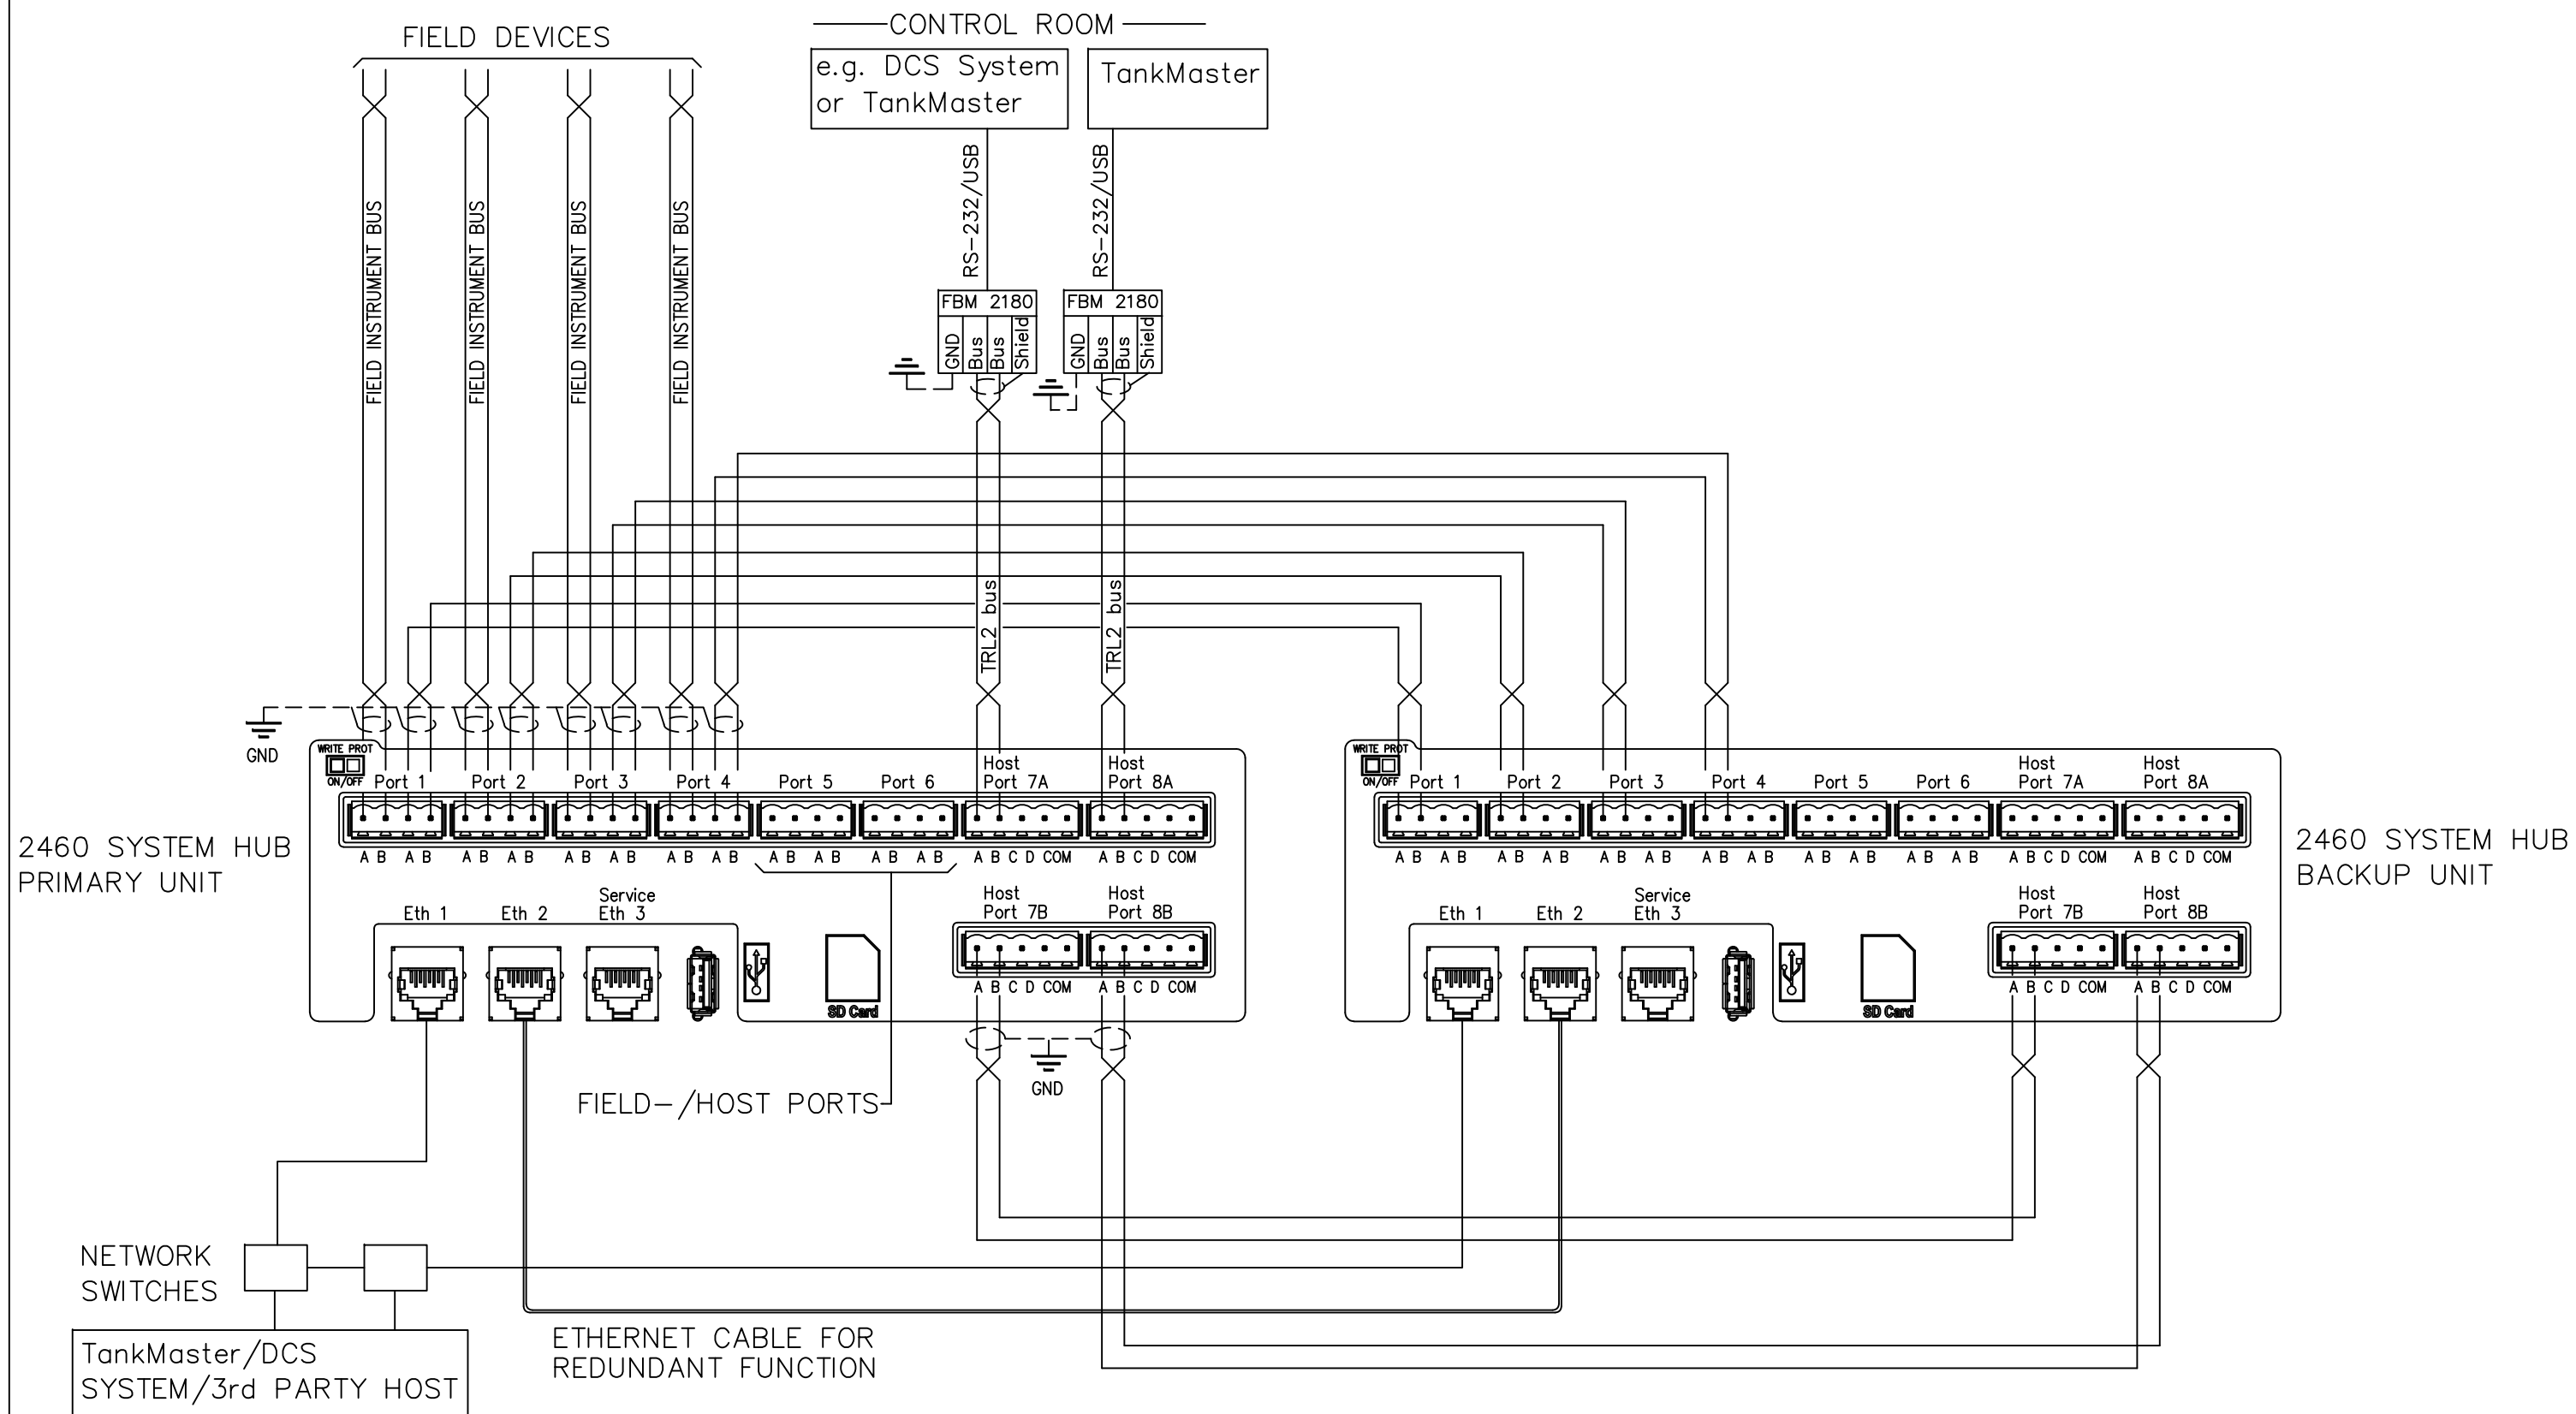 CONTROL ROOM
FIELD DEVICES
e.g. DCS System
or TankMaster
TankMaster
RS-232/USB
RS-232/USB
FIELD INSTRUMENT BUS
FIELD INSTRUMENT BUS
FIELD INSTRUMENT BUS
FIELD INSTRUMENT BUS
FBM 2180
GND
Bus
Bus
Shield
FBM 2180
GND
Bus
Bus
Shield
TRL2 bus
TRL2 bus
GND
2460 SYSTEM HUB
PRIMARY UNIT
WRITE PROT
ON/OFF
Port 1
Port 2
Port 3
Port 4
Port 5
Port 6
Host
Port 7A
Host
Port 8A
A B A B
A B A B
A B A B
A B A B
A B A B
A B A B
A B C D COM
A B C D COM
Eth 1
Eth 2
Service
Eth 3
SD Card
Host
Port 7B
Host
Port 8B
A B C D COM
A B C D COM
GND
FIELD-/HOST PORTS
2460 SYSTEM HUB
BACKUP UNIT
WRITE PROT
ON/OFF
Port 1
Port 2
Port 3
Port 4
Port 5
Port 6
Host
Port 7A
Host
Port 8A
A B A B
A B A B
A B A B
A B A B
A B A B
A B A B
A B C D COM
A B C D COM
Eth 1
Eth 2
Service
Eth 3
SD Card
Host
Port 7B
Host
Port 8B
A B C D COM
A B C D COM
NETWORK
SWITCHES
ETHERNET CABLE FOR
REDUNDANT FUNCTION
TankMaster/DCS
SYSTEM/3rd PARTY HOST